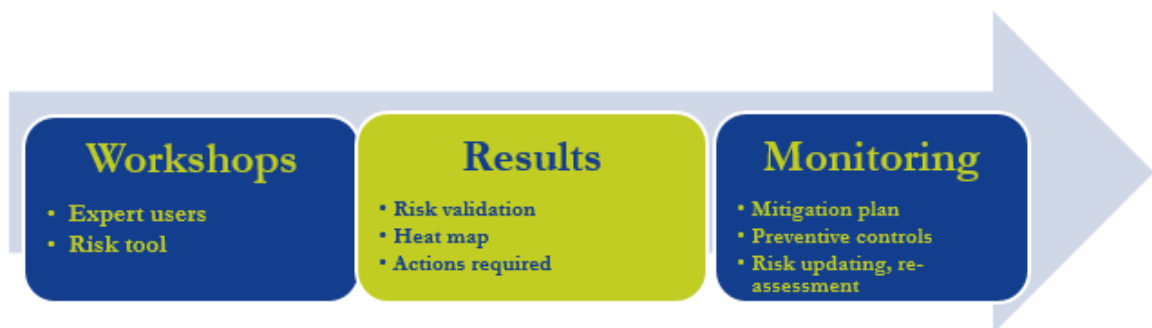 Workshops
• Expert users
• Risk tool
Results
• Risk validation
• Heat map
• Actions required
Monitoring
• Mitigation plan
• Preventive controls
• Risk updating, re-
assessment